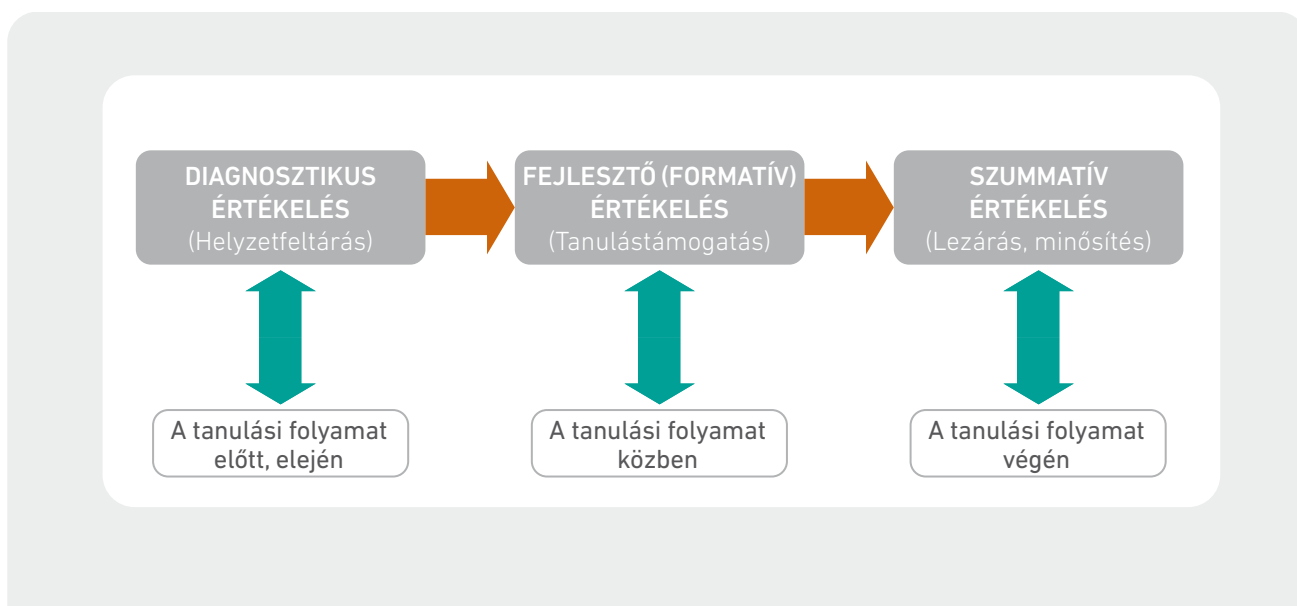 DIAGNOSZTIKUS
ÉRTÉKELÉS
(Helyzetfeltárás)
FEJLESZTŐ (FORMATÍV)
ÉRTÉKELÉS
(Tanulástámogatás)
SZUMMATÍV
ÉRTÉKELÉS
(Lezárás, minősítés)
A tanulási folyamat
előtt, elején
A tanulási folyamat
közben
A tanulási folyamat
végén